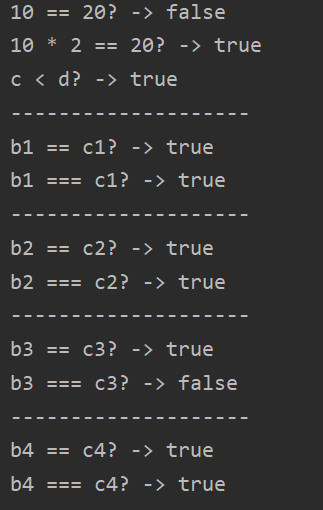 10 == 20? -> false
10 * 2 == 20? -> true
c < d? -> true
--------------------
b1 == c1? -> true
b1 === c1? -> true
--------------------
b2 == c2? -> true
b2 === c2? -> true
--------------------
b3 == c3? -> true
b3 === c3? -> false
--------------------
b4 == c4? -> true
b4 === c4? -> true